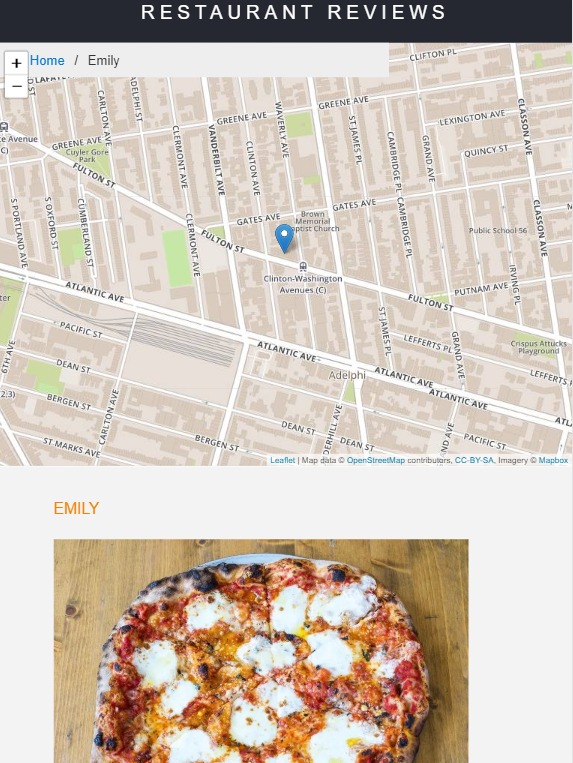 RESTAURANT REVIEWS
+
−
Home / Emily
CLIFTON PL
GREENE AVE
GREENE AVE
GREENE AVE
LEXINGTON AVE
QUINCY ST
CLASSON AVE
CLASSON AVE
CARLTON AVE
ADELPHI ST
CLERMONT AVE
VANDERBILT AVE
CLINTON AVE
WAVERLY AVE
ST JAMES PL
CAMBRIDGE PL
CAMBRIDGE PL
GRAND AVE
Cuyler Gore
Park
FULTON ST
S PORTLAND AVE
S OXFORD ST
CUMBERLAND ST
CLERMONT AVE
GATES AVE
GATES AVE
Brown
Memorial
ptist Church
Public School 56
FULTON ST
Clinton-Washington
Avenues (C)
FULTON ST
PUTNAM AVE
IRVING PL
ATLANTIC AVE
PACIFIC ST
ST JAMES PL
LEFFERTS PL
GRAND AVE
Crispus Attucks
Playground
6TH AVE
DEAN ST
ATLANTIC AVE
Adelphi
ATLANTIC AVE
ATLANTIC AVE
LEFFERTS
BERGEN ST
CARLTON AVE
DERHILL AVE
DEAN ST
DEAN ST
ND AVE
PACIFIC ST
ST MARKS AVE
BERGEN ST
Leaflet | Map data © OpenStreetMap contributors, CC-BY-SA, Imagery © Mapbox
EMILY